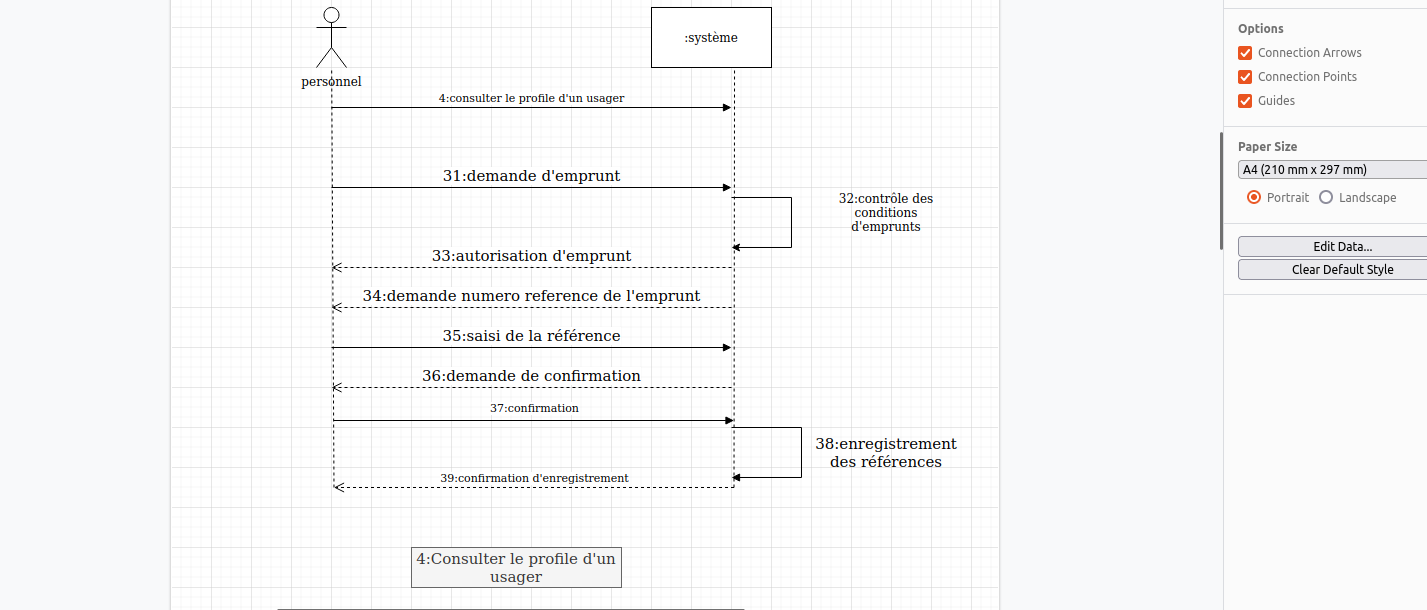 :système
personnel
4:consulter le profile d'un usager
31:demande d'emprunt
32:contrôle des
conditions
d'emprunts
33:autorisation d'emprunt
34:demande numero reference de l'emprunt
35:saisi de la référence
36:demande de confirmation
37:confirmation
38:enregistrement
des références
39:confirmation d'enregistrement
4:Consulter le profile d'un
usager
Options
Connection Arrows
Connection Points
Guides
Paper Size
A4 (210 mm x 297 mm)
Portrait Landscape
Edit Data...
Clear Default Style